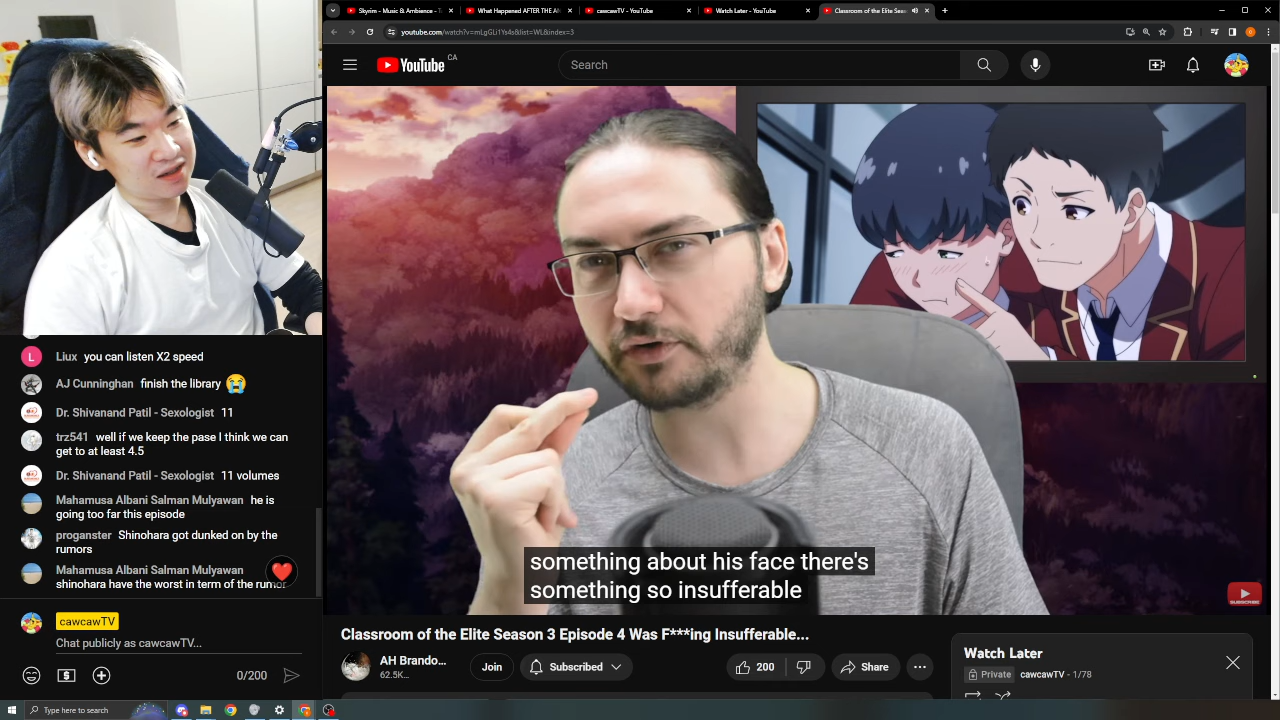 Skyrim - Music & Ambience - T
What Happened AFTER THE A
cawcawTV - YouTube
Watch Later - YouTube
Classroom of the Elite Seas
youtube.com/watch?v=mLgGLi1Ys4s&list=WL&index=3
YouTube CA
Search
Liux you can listen X2 speed
AJ Cunninghan finish the library
Dr. Shivanand Patil - Sexologist 11
trz541 well if we keep the pase I think we can
get to at least 4.5
Dr. Shivanand Patil - Sexologist 11 volumes
Mahamusa Albani Salman Mulyawan he is
going too far this episode
proganster Shinohara got dunked on by the
rumors
Mahamusa Albani Salman Mulyawan
shinohara have the worst in term of the rumor
cawcawTV
Chat publicly as cawcawTV...
0/200
something about his face there's
something so insufferable
SUBSCRIBE
Classroom of the Elite Season 3 Episode 4 Was F***ing Insufferable...
AH Brando...
62.5K...
Join
Subscribed
200
Share
Watch Later
Private cawcawTV - 1/78
Type here to search